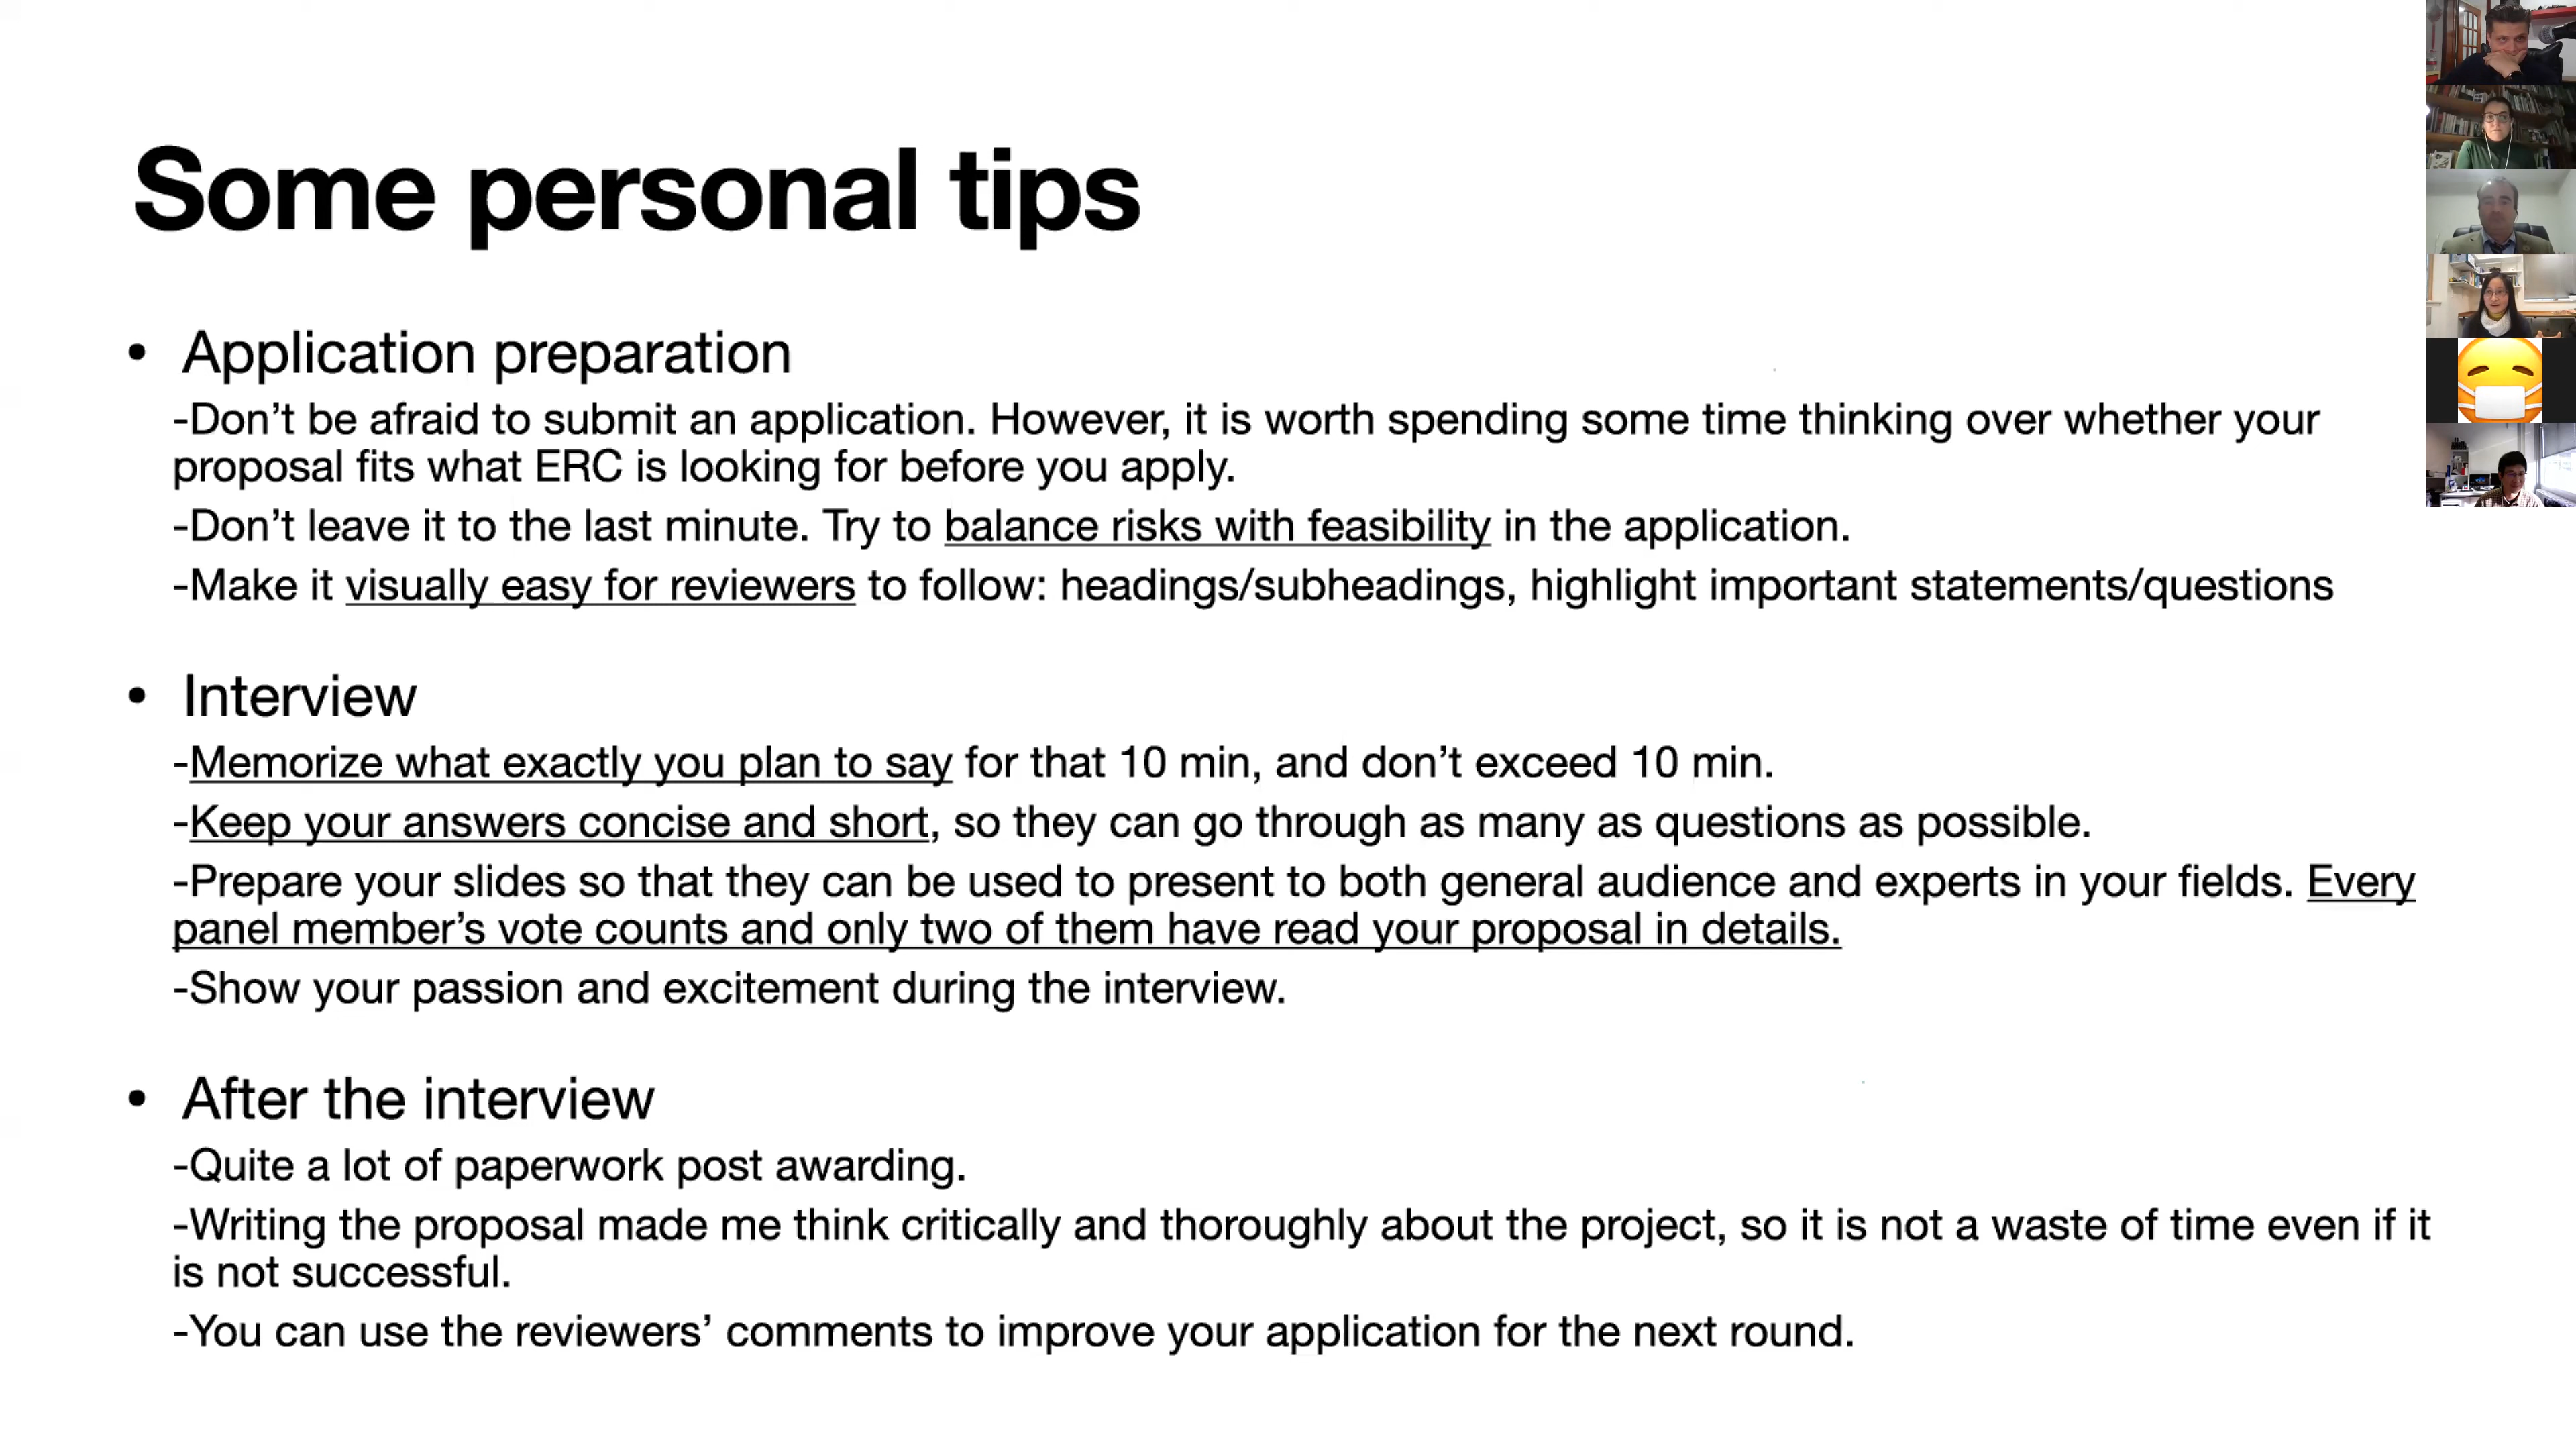 Some personal tips
• Application preparation
-Don’t be afraid to submit an application. However, it is worth spending some time thinking over whether your
proposal fits what ERC is looking for before you apply.
-Don’t leave it to the last minute. Try to balance risks with feasibility in the application.
-Make it visually easy for reviewers to follow: headings/subheadings, highlight important statements/questions
• Interview
-Memorize what exactly you plan to say for that 10 min, and don’t exceed 10 min.
-Keep your answers concise and short, so they can go through as many as questions as possible.
-Prepare your slides so that they can be used to present to both general audience and experts in your fields. Every
panel member’s vote counts and only two of them have read your proposal in details.
-Show your passion and excitement during the interview.
• After the interview
-Quite a lot of paperwork post awarding.
-Writing the proposal made me think critically and thoroughly about the project, so it is not a waste of time even if it
is not successful.
-You can use the reviewers’ comments to improve your application for the next round.